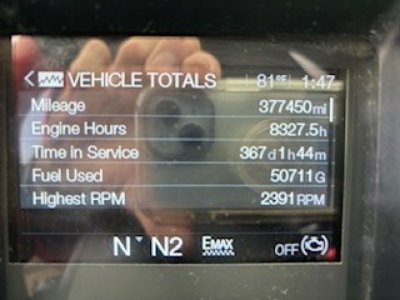 < VEHICLE TOTALS 81°F 1:47
Mileage 377450mi
Engine Hours 8327.5h
Time in Service 367d1h44m
Fuel Used 50711G
Highest RPM 2391RPM
N N2 EMAX OFF